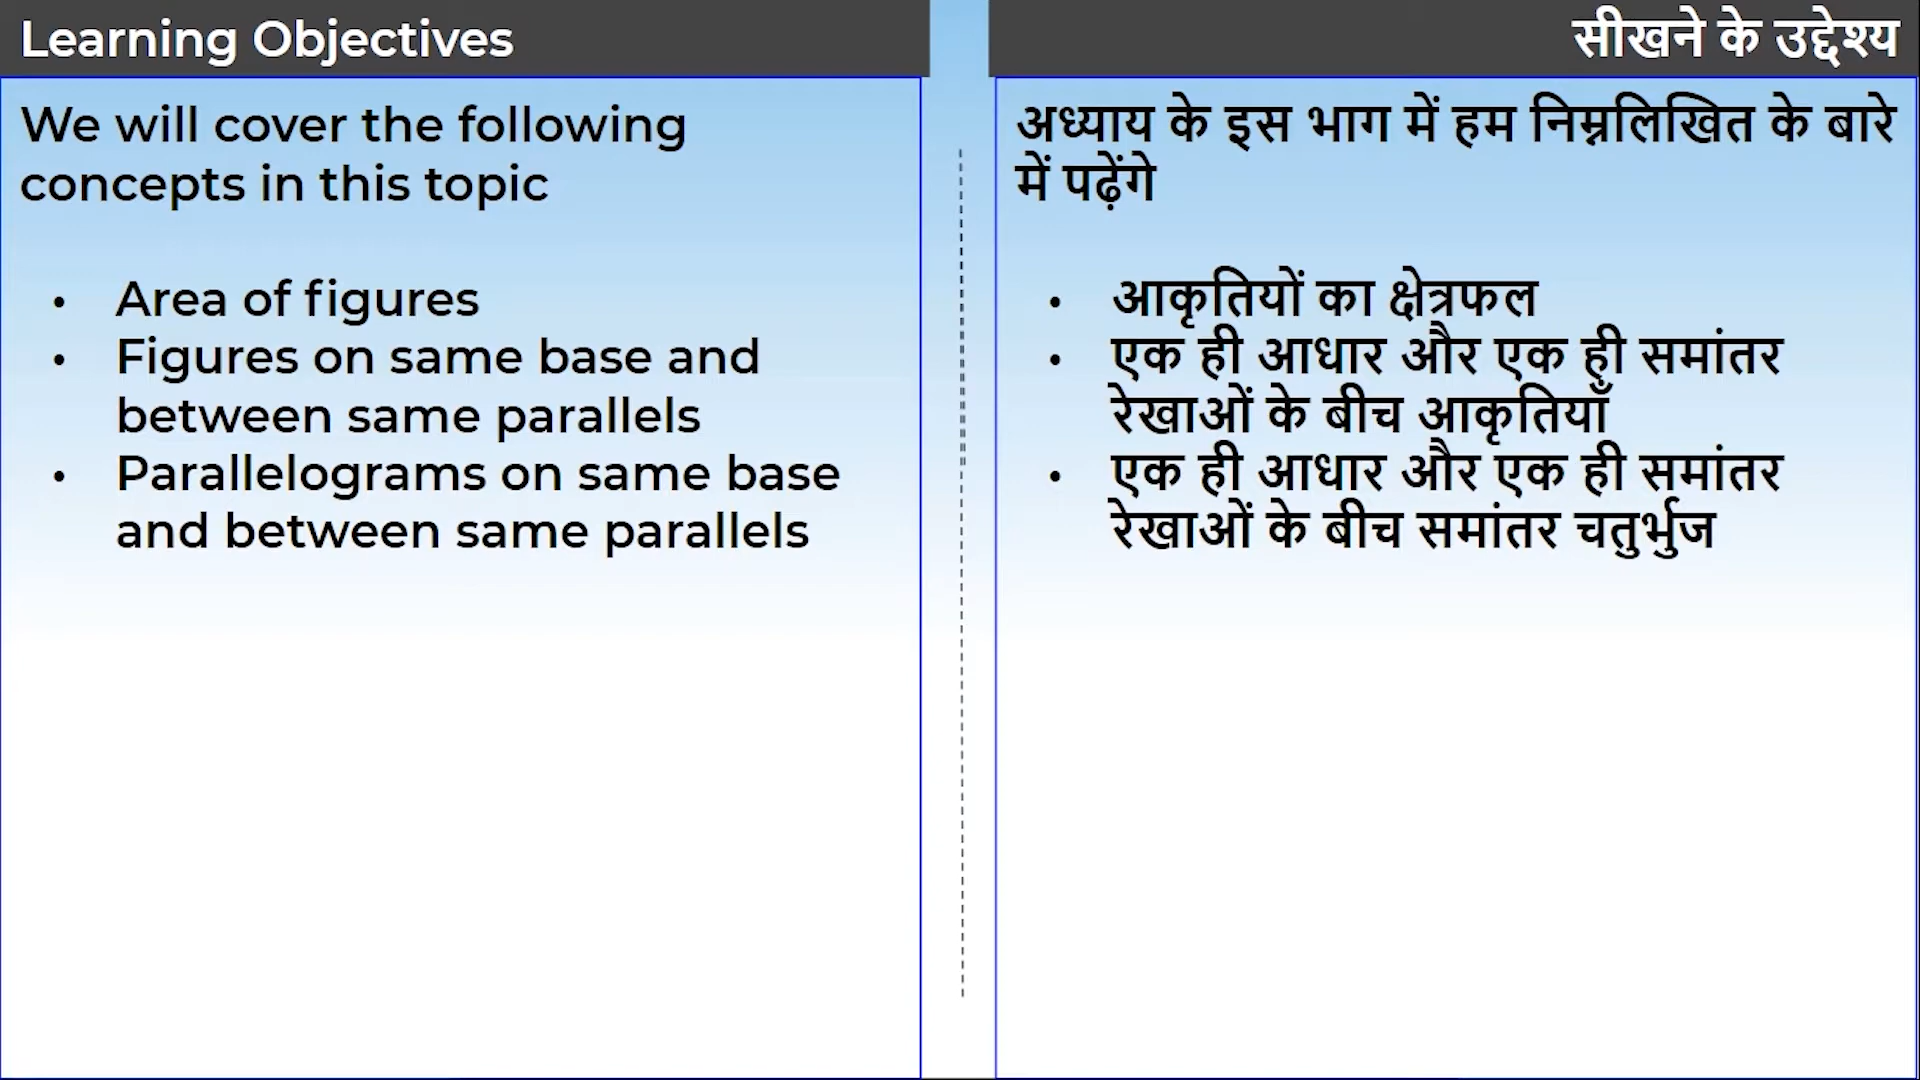 Learning Objectives
We will cover the following
concepts in this topic
• Area of figures
• Figures on same base and
between same parallels
• Parallelograms on same base
and between same parallels
सीखने के उद्देश्य
अध्याय के इस भाग में हम निम्नलिखित के बारे
में पढ़ेंगे
• आकृतियों का क्षेत्रफल
• एक ही आधार और एक ही समांतर
रेखाओं के बीच आकृतियाँ
• एक ही आधार और एक ही समांतर
रेखाओं के बीच समांतर चतुर्भुज